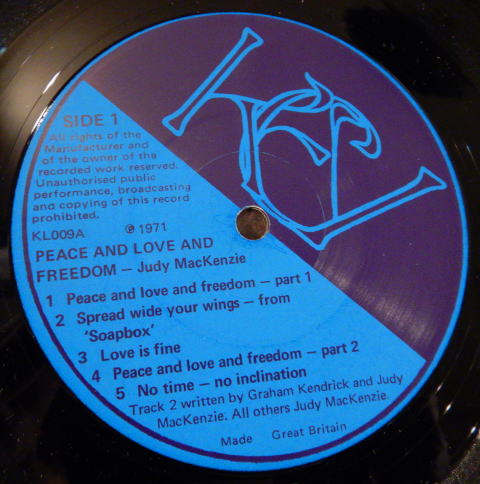 Key
SIDE 1
All rights of the
Manufacturer and
of the owner of the
recorded work reserved.
Unauthorised public
performance, broadcasting
and copying of this record
prohibited.
KL009A ℗ 1971
PEACE AND LOVE AND
FREEDOM – Judy MacKenzie
1 Peace and love and freedom – part 1
2 Spread wide your wings – from
‘Soapbox’
3 Love is fine
4 Peace and love and freedom – part 2
5 No time – no inclination
Track 2 written by Graham Kendrick and Judy
MacKenzie. All others Judy MacKenzie.
Made Great Britain